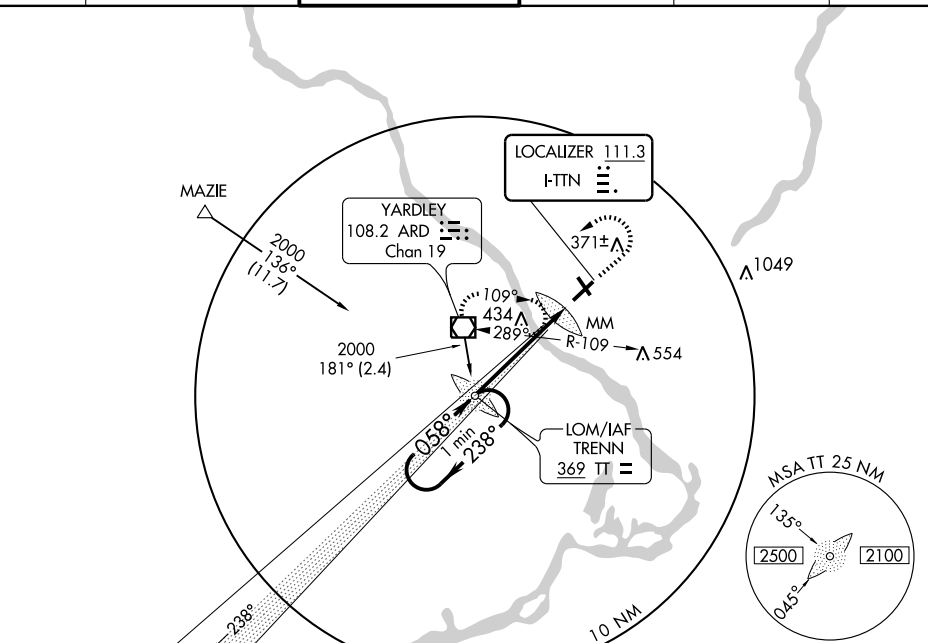 LOCALIZER 111.3
I-TTN
MAZIE
2000
136°
(11.7)
YARDLEY
108.2 ARD
Chan 19
371±
1049
109°
434
289°
MM
R-109
554
2000
181° (2.4)
058°
1 min
238°
LOM/IAF
TRENN
369 TT
MSA TT 25 NM
135°
2500
2100
045°
238°
10 NM